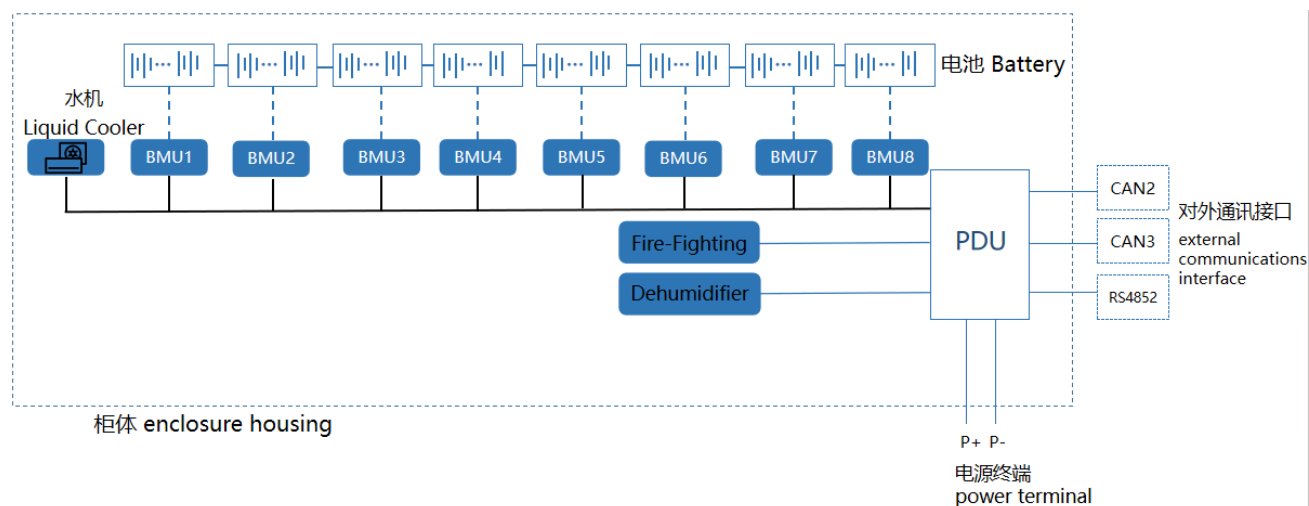 电池 Battery
水机
Liquid Cooler
BMU1
BMU2
BMU3
BMU4
BMU5
BMU6
BMU7
BMU8
PDU
CAN2
CAN3
RS4852
对外通讯接口
external
communications
interface
Fire-Fighting
Dehumidifier
柜体 enclosure housing
P+ P-
电源终端
power terminal